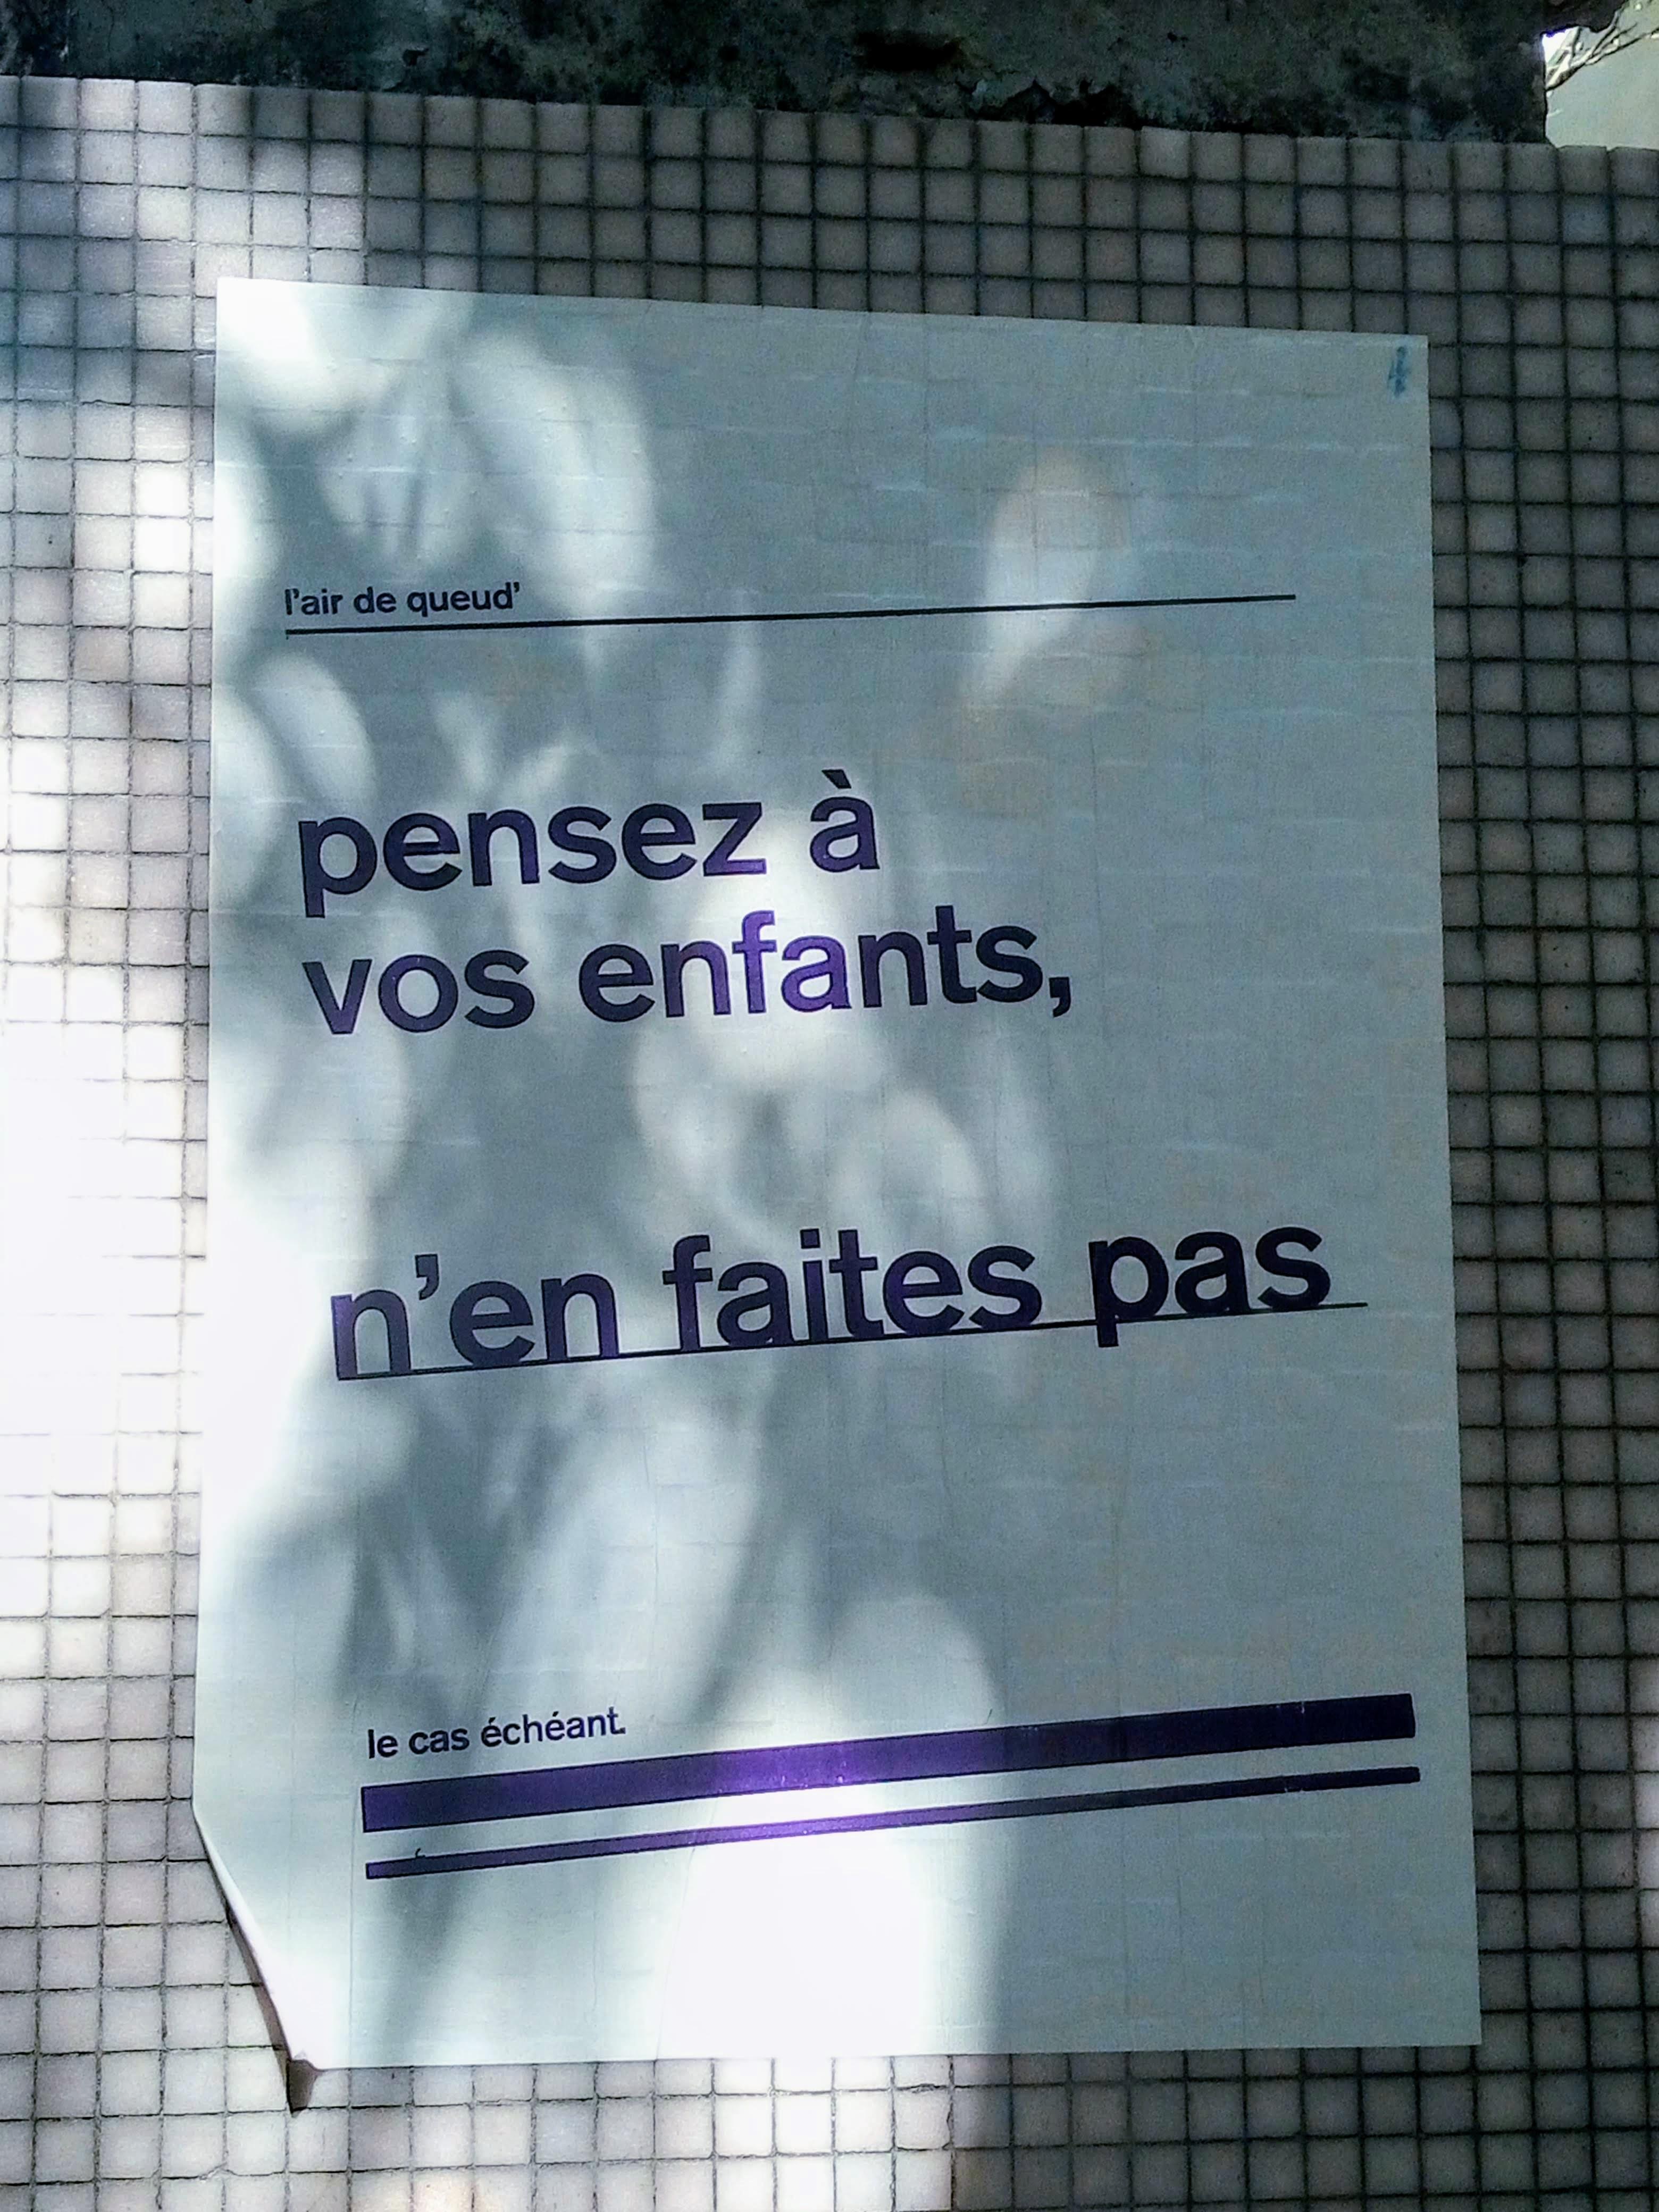 l'air de queud'
pensez à
vos enfants,
n'en faites pas
le cas échéant.